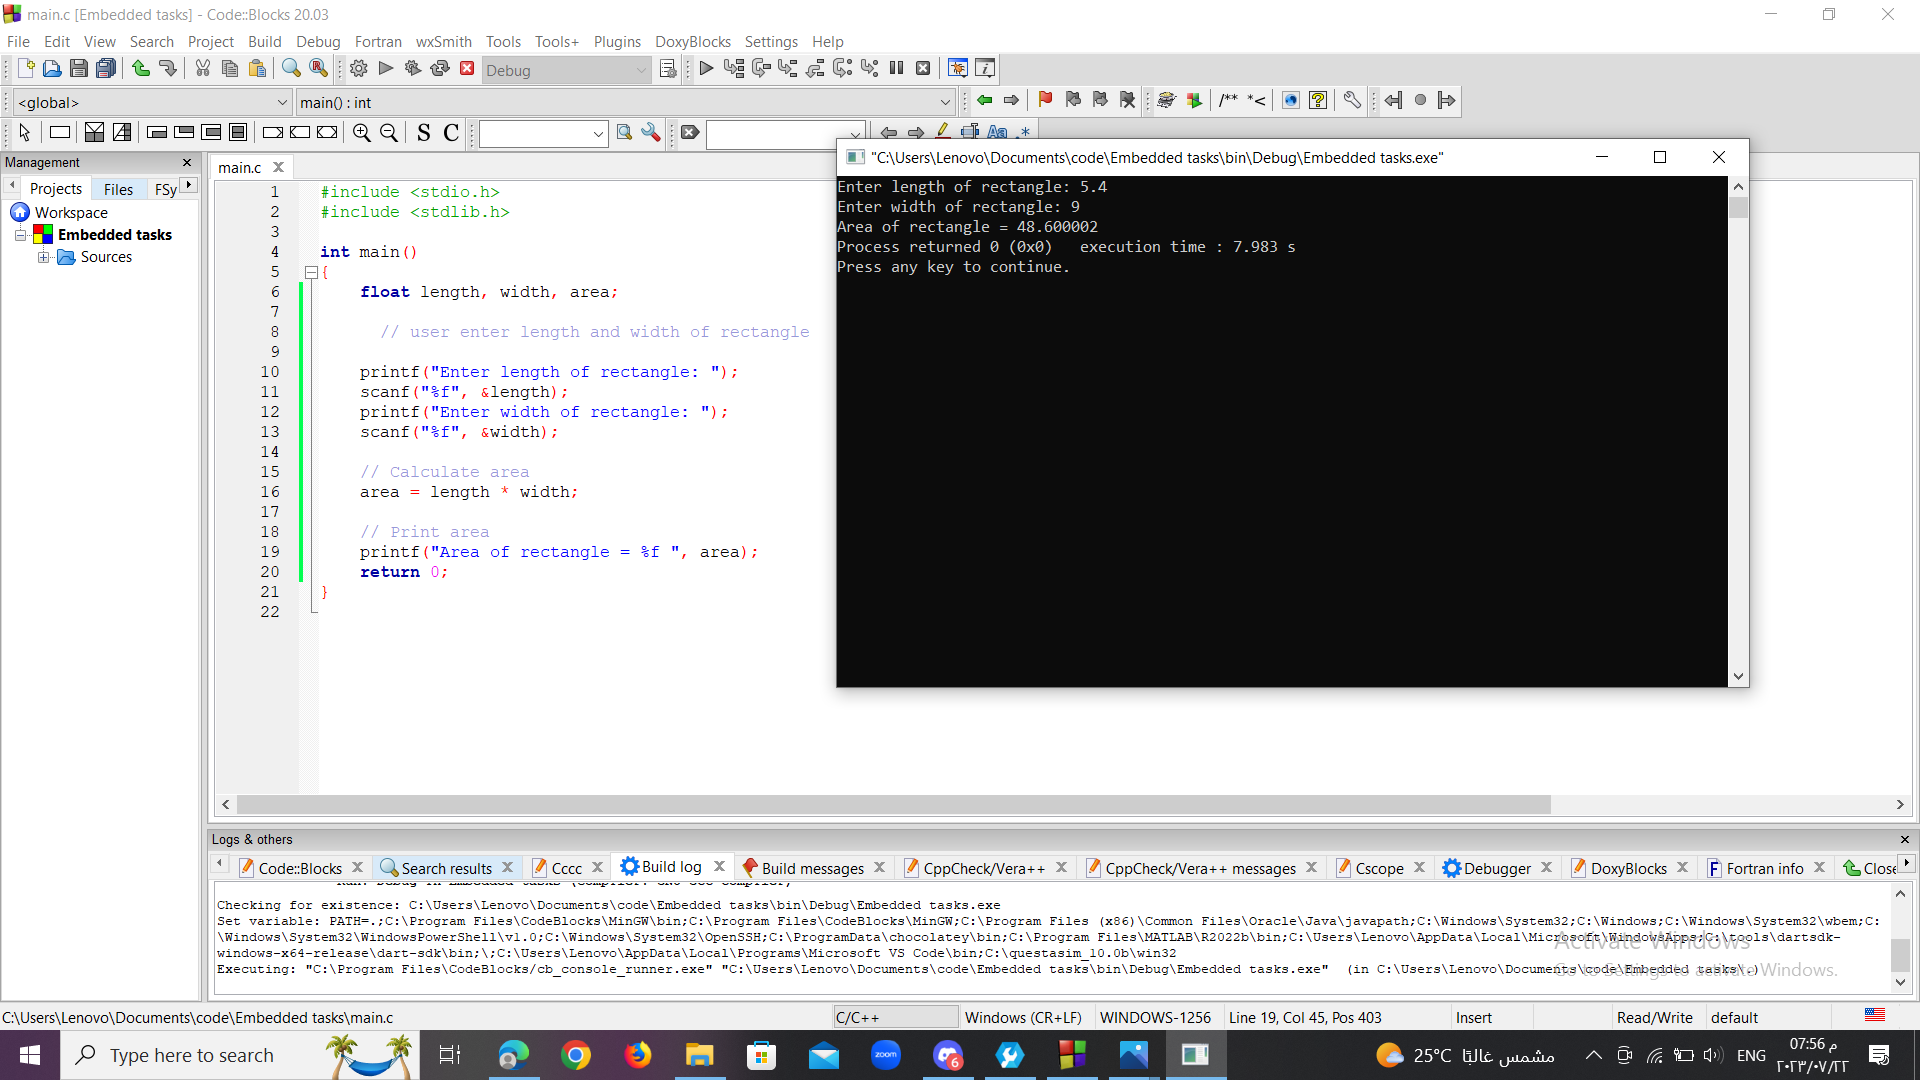 main.c [Embedded tasks] - Code::Blocks 20.03
File Edit View Search Project Build Debug Fortran wxSmith Tools Tools+ Plugins DoxyBlocks Settings Help
Debug
<global>
main() : int
/** *<
S C
Aa .*
Management
Projects Files FSy
Workspace
Embedded tasks
Sources
main.c
1 #include <stdio.h>
2 #include <stdlib.h>
3
4 int main()
5 {
6 float length, width, area;
7
8 // user enter length and width of rectangle
9
10 printf("Enter length of rectangle: ");
11 scanf("%f", &length);
12 printf("Enter width of rectangle: ");
13 scanf("%f", &width);
14
15 // Calculate area
16 area = length * width;
17
18 // Print area
19 printf("Area of rectangle = %f ", area);
20 return 0;
21 }
22
"C:\Users\Lenovo\Documents\code\Embedded tasks\bin\Debug\Embedded tasks.exe"
Enter length of rectangle: 5.4
Enter width of rectangle: 9
Area of rectangle = 48.600002
Process returned 0 (0x0) execution time : 7.983 s
Press any key to continue.
Logs & others
Code::Blocks Search results Cccc Build log Build messages CppCheck/Vera++ CppCheck/Vera++ messages Cscope Debugger DoxyBlocks Fortran info Close
Checking for existence: C:\Users\Lenovo\Documents\code\Embedded tasks\bin\Debug\Embedded tasks.exe
Set variable: PATH=.;C:\Program Files\CodeBlocks\MinGW\bin;C:\Program Files\CodeBlocks\MinGW;C:\Program Files (x86)\Common Files\Oracle\Java\javapath;C:\Windows\System32;C:\Windows;C:\Windows\System32\wbem;C:
\Windows\System32\WindowsPowerShell\v1.0;C:\Windows\System32\OpenSSH;C:\ProgramData\chocolatey\bin;C:\Program Files\MATLAB\R2022b\bin;C:\Users\Lenovo\AppData\Local\Microsoft\WindowsApps;C:\tools\dartsdk-
windows-x64-release\dart-sdk\bin;\;C:\Users\Lenovo\AppData\Local\Programs\Microsoft VS Code\bin;C:\questasim_10.0b\win32
Executing: "C:\Program Files\CodeBlocks/cb_console_runner.exe" "C:\Users\Lenovo\Documents\code\Embedded tasks\bin\Debug\Embedded tasks.exe" (in C:\Users\Lenovo\Documents\code\Embedded tasks\.)
Activate Windows
Go to Settings to activate Windows.
C:\Users\Lenovo\Documents\code\Embedded tasks\main.c
C/C++ Windows (CR+LF) WINDOWS-1256 Line 19, Col 45, Pos 403 Insert Read/Write default
Type here to search
zoom
6
25°C مشمس غالبًا
ENG
07:56 م
٢٠٢٣/٠٧/٢٢